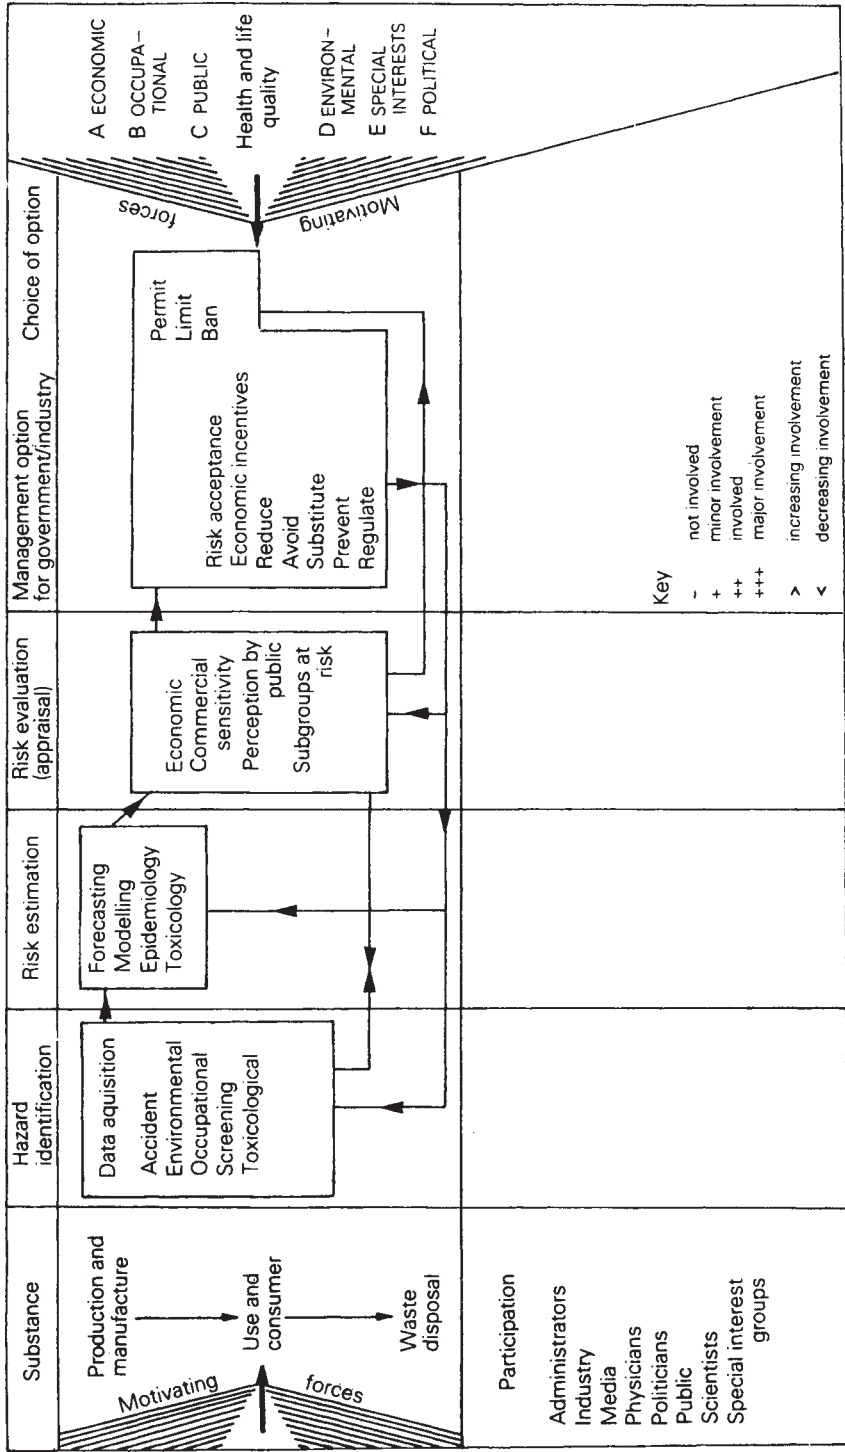 Substance
Hazard
identification
Risk estimation
Risk evaluation
(appraisal)
Management option
for government/industry
Choice of option
Motivating
forces
Production and
manufacture
Use and
consumer
Waste
disposal
Data aquisition
Accident
Environmental
Occupational
Screening
Toxicological
Forecasting
Modelling
Epidemiology
Toxicology
Economic
Commercial
sensitivity
Perception by
public
Subgroups at
risk
Risk acceptance
Economic incentives
Reduce
Avoid
Substitute
Prevent
Regulate
Permit
Limit
Ban
forces
Motivating
A ECONOMIC
B OCCUPA–
TIONAL
C PUBLIC
Health and life
quality
D ENVIRON–
MENTAL
E SPECIAL
INTERESTS
F POLITICAL
Participation
Administrators
Industry
Media
Physicians
Politicians
Public
Scientists
Special interest
groups
Key
~ not involved
+ minor involvement
++ involved
+++ major involvement
> increasing involvement
< decreasing involvement